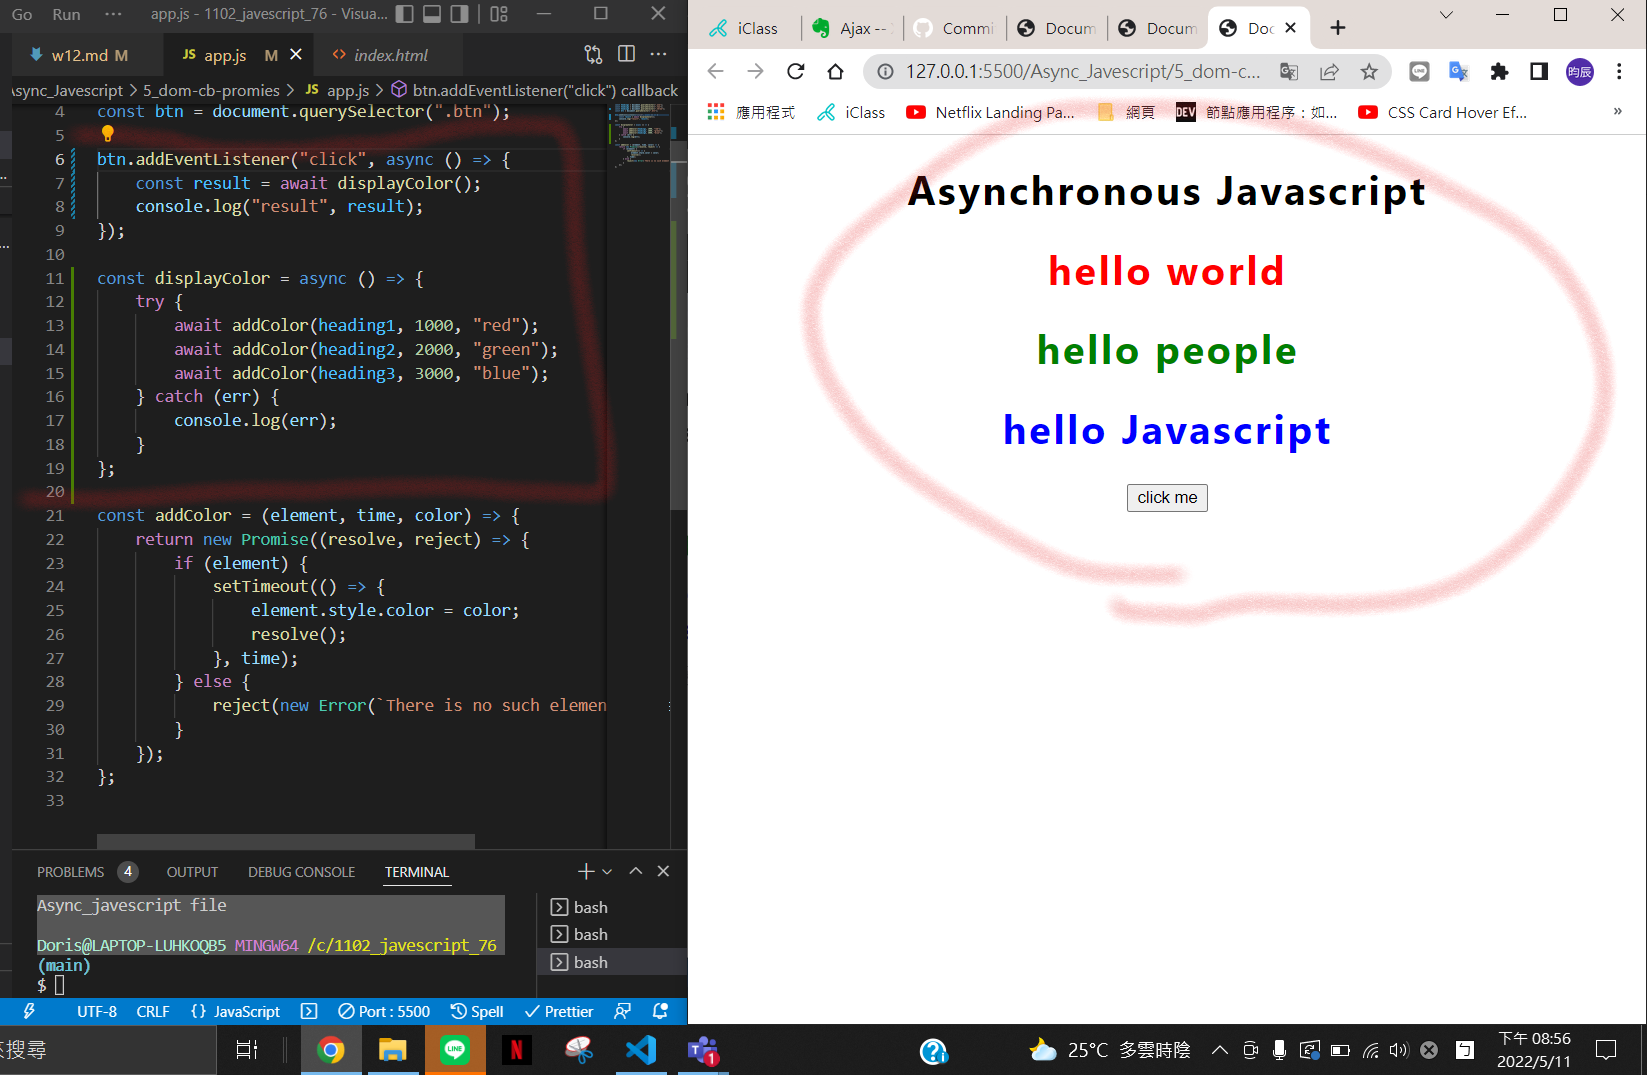 Go Run ··· app.js - 1102_javescript_76 - Visua...
w12.md M JS app.js M <> index.html ···
Async_Javescript > 5_dom-cb-promies > JS app.js > btn.addEventListener("click") callback
4 const btn = document.querySelector(".btn");
5
6 btn.addEventListener("click", async () => {
7 const result = await displayColor();
8 console.log("result", result);
9 });
10
11 const displayColor = async () => {
12 try {
13 await addColor(heading1, 1000, "red");
14 await addColor(heading2, 2000, "green");
15 await addColor(heading3, 3000, "blue");
16 } catch (err) {
17 console.log(err);
18 }
19 };
20
21 const addColor = (element, time, color) => {
22 return new Promise((resolve, reject) => {
23 if (element) {
24 setTimeout(() => {
25 element.style.color = color;
26 resolve();
27 }, time);
28 } else {
29 reject(new Error(`There is no such elemen
30 }
31 });
32 };
33
PROBLEMS 4 OUTPUT DEBUG CONSOLE TERMINAL
Async_javescript file
Doris@LAPTOP-LUHKOQB5 MINGW64 /c/1102_javescript_76
(main)
$
bash
bash
bash
UTF-8 CRLF {} JavaScript Port : 5500 Spell Prettier
iClass Ajax -- Commi Docum Docum Doc
127.0.0.1:5500/Async_Javescript/5_dom-c... 昀辰
應用程式 iClass Netflix Landing Pa... 網頁 DEV 節點應用程序：如... CSS Card Hover Ef... »
Asynchronous Javascript
hello world
hello people
hello Javascript
click me
搜尋
LINE N T 1 25°C 多雲時陰 ㄅ 下午 08:56
2022/5/11